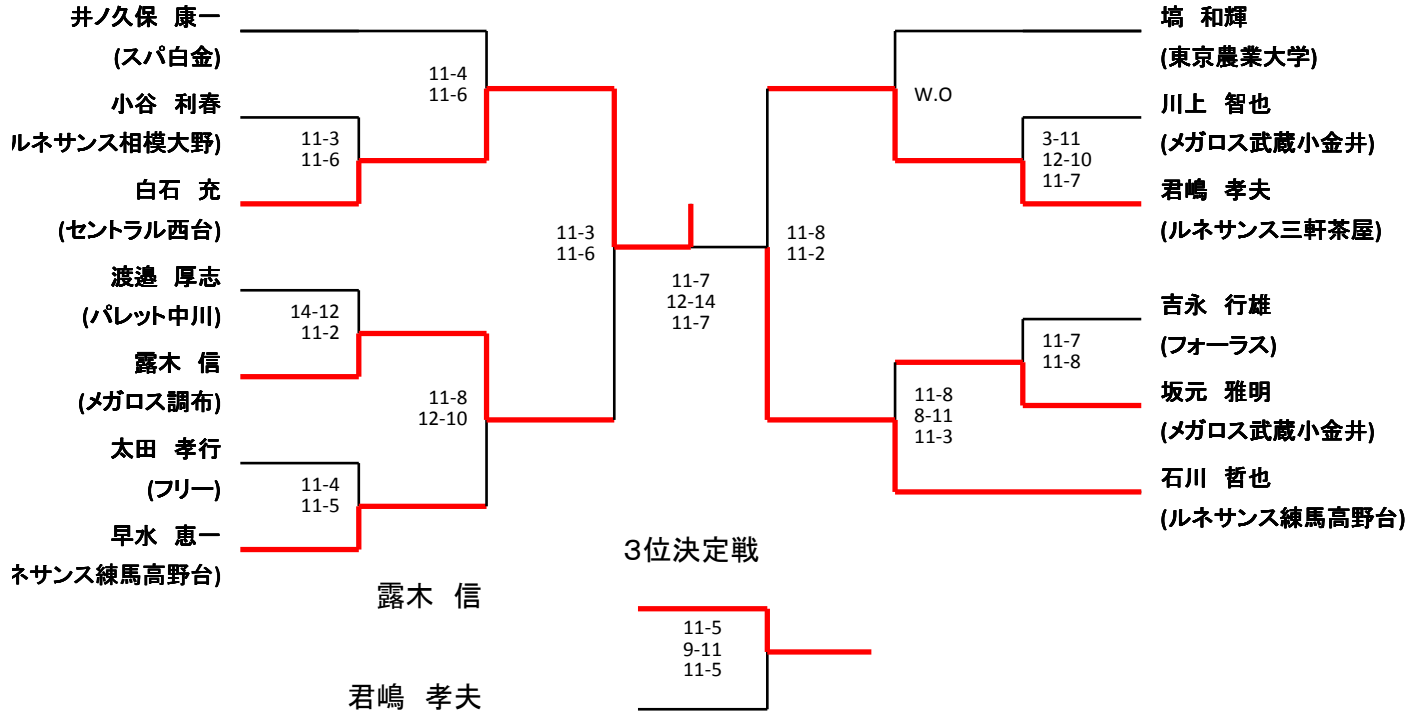 井ノ久保 康一
(スパ白金)
小谷 利春
ルネサンス相模大野)
白石 充
(セントラル西台)
渡邉 厚志
(パレット中川)
露木 信
(メガロス調布)
太田 孝行
(フリー)
早水 恵一
ネサンス練馬高野台)
11-3
11-6
14-12
11-2
11-4
11-5
11-4
11-6
11-8
12-10
11-3
11-6
11-7
12-14
11-7
11-8
11-2
W.O
11-8
8-11
11-3
3-11
12-10
11-7
11-7
11-8
塙 和輝
(東京農業大学)
川上 智也
(メガロス武蔵小金井)
君嶋 孝夫
(ルネサンス三軒茶屋)
吉永 行雄
(フォーラス)
坂元 雅明
(メガロス武蔵小金井)
石川 哲也
(ルネサンス練馬高野台)
3位決定戦
露木 信
君嶋 孝夫
11-5
9-11
11-5